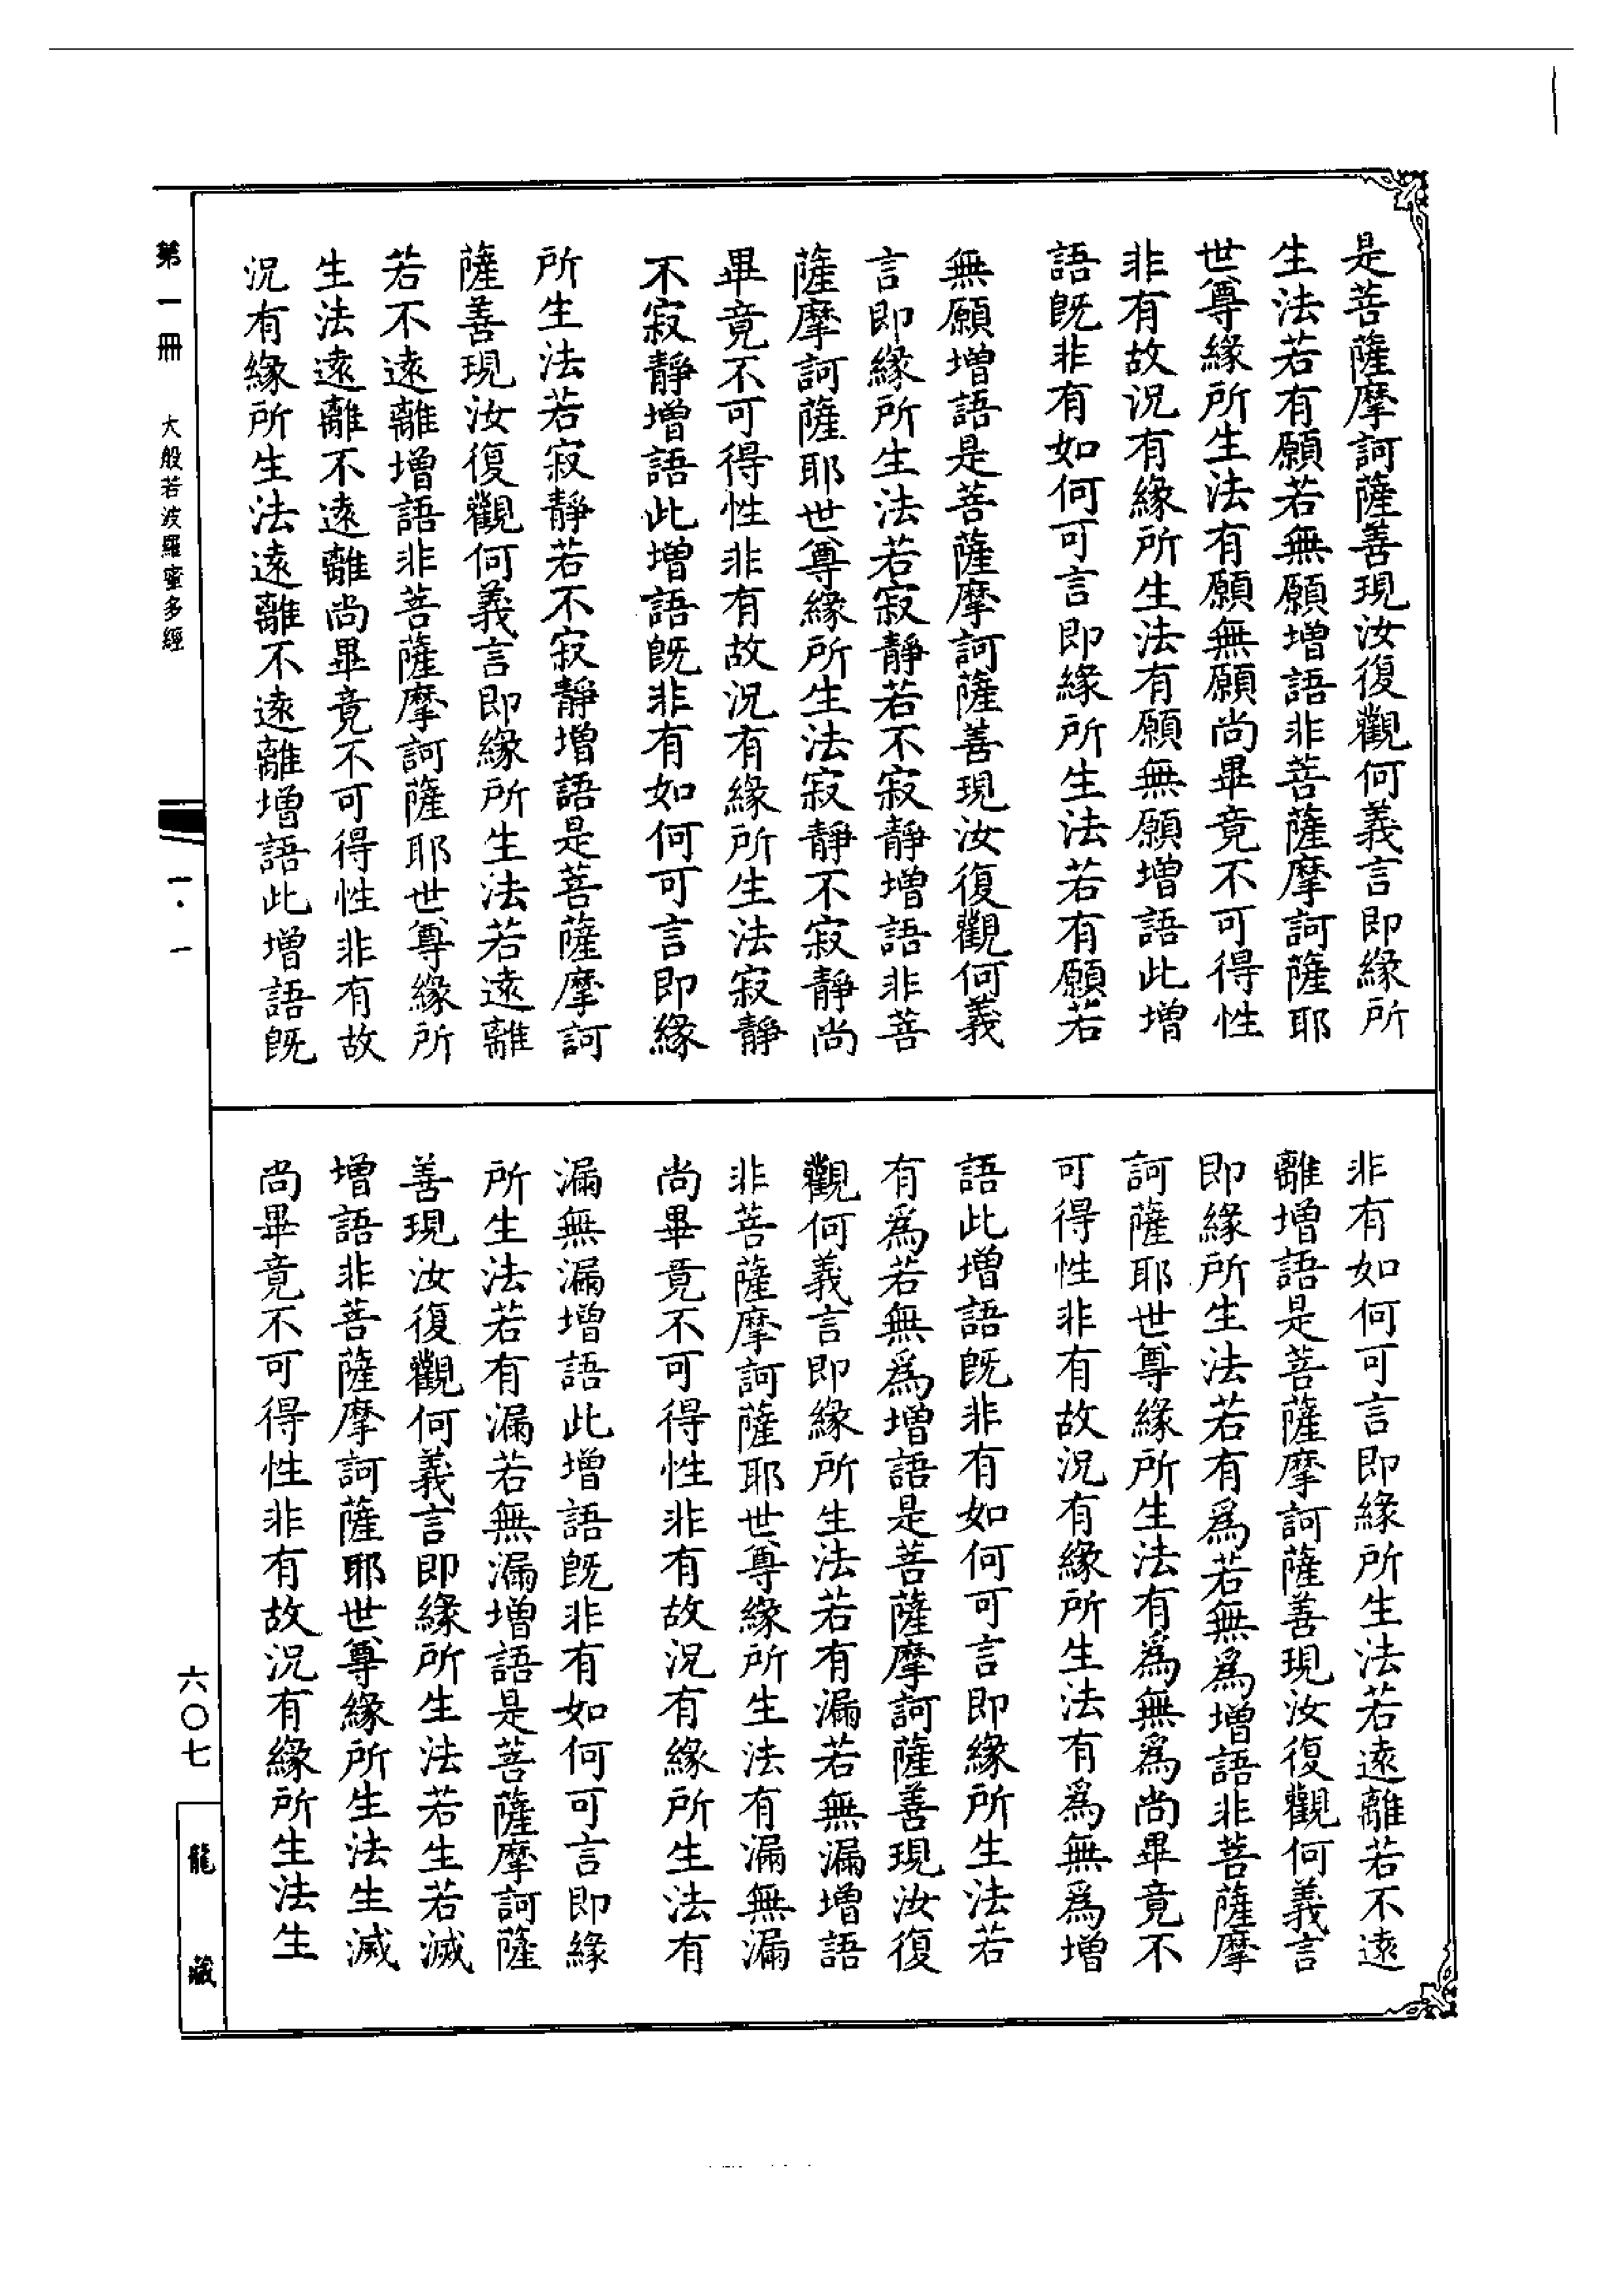 是菩薩摩訶薩善現汝復觀何義言即緣所
生法若有願若無願增語非菩薩摩訶薩耶
世尊緣所生法有願無願尚畢竟不可得性
非有故況有緣所生法有願無願增語此增
語既非有如何可言即緣所生法若有願若
無願增語是菩薩摩訶薩善現汝復觀何義
言即緣所生法若寂靜若不寂靜增語非菩
薩摩訶薩耶世尊緣所生法寂靜不寂靜尚
畢竟不可得性非有故況有緣所生法寂靜
不寂靜增語此增語既非有如何可言即緣
所生法若寂靜若不寂靜增語是菩薩摩訶
薩善現汝復觀何義言即緣所生法若遠離
若不遠離增語非菩薩摩訶薩耶世尊緣所
生法遠離不遠離尚畢竟不可得性非有故
況有緣所生法遠離不遠離增語此增語既
非有如何可言即緣所生法若遠離若不遠
離增語是菩薩摩訶薩善現汝復觀何義言
即緣所生法若有為若無為增語非菩薩摩
訶薩耶世尊緣所生法有為無為尚畢竟不
可得性非有故況有緣所生法有為無為增
語此增語既非有如何可言即緣所生法若
有為若無為增語是菩薩摩訶薩善現汝復
觀何義言即緣所生法若有漏若無漏增語
非菩薩摩訶薩耶世尊緣所生法有漏無漏
尚畢竟不可得性非有故況有緣所生法有
漏無漏增語此增語既非有如何可言即緣
所生法若有漏若無漏增語是菩薩摩訶薩
善現汝復觀何義言即緣所生法若生若滅
增語非菩薩摩訶薩耶世尊緣所生法生滅
尚畢竟不可得性非有故況有緣所生法生
第一冊 大般若波羅蜜多經 一·一 六〇七 龍藏